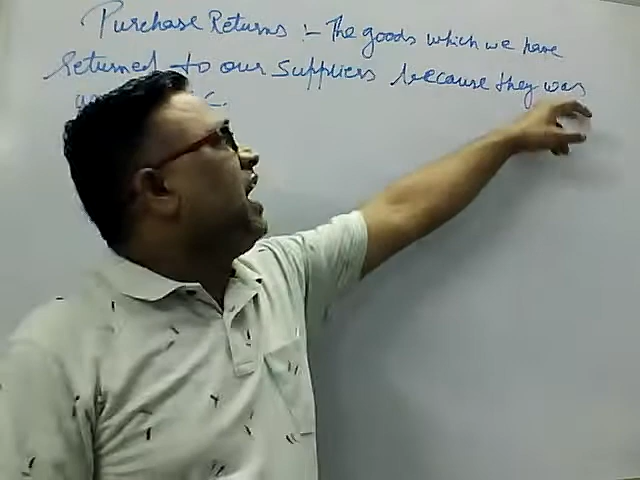 Purchase Returns :- The goods which we have
Returned to our Suppliers because they was